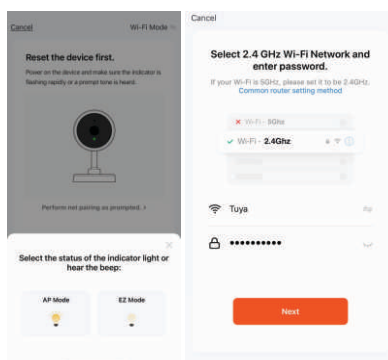 Cancel
Wi-Fi Mode
Reset the device first.
Power on the device and make sure the indicator is
flashing rapidly or a prompt tone is heard.
Perform net pairing as prompted. >
Select the status of the indicator light or
hear the beep:
AP Mode
EZ Mode
Cancel
Select 2.4 GHz Wi-Fi Network and
enter password.
If your Wi-Fi is 5GHz, please set it to be 2.4GHz.
Common router setting method
Wi-Fi - 5Ghz
Wi-Fi - 2.4Ghz
Tuya
••••••••••
Next